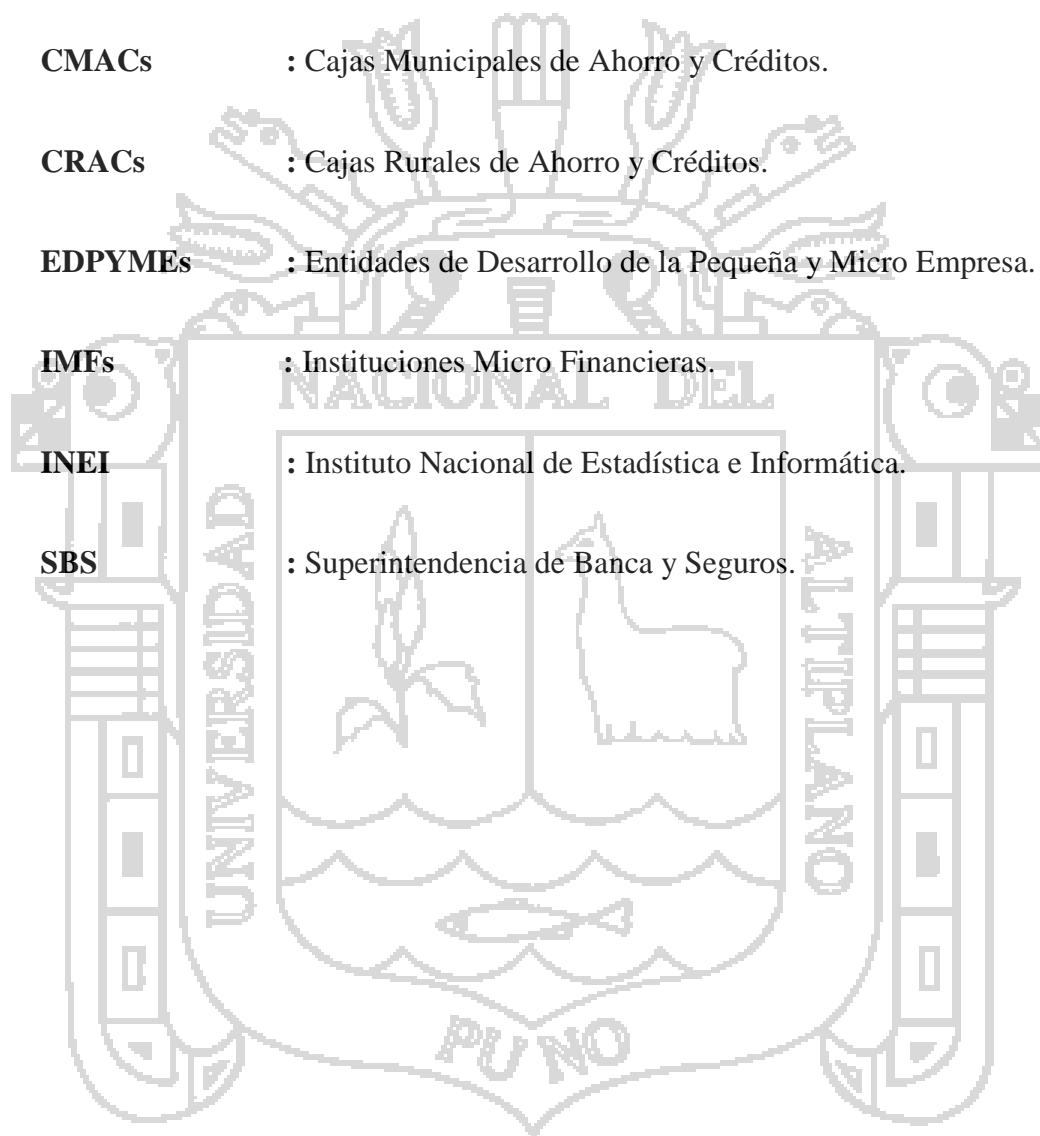 CMACs : Cajas Municipales de Ahorro y Créditos.
CRACs : Cajas Rurales de Ahorro y Créditos.
EDPYMEs : Entidades de Desarrollo de la Pequeña y Micro Empresa.
IMFs : Instituciones Micro Financieras.
NACIONAL DEL
INEI : Instituto Nacional de Estadística e Informática.
SBS : Superintendencia de Banca y Seguros.
UNIVERSIDAD
ALTIPLANO
PUNO